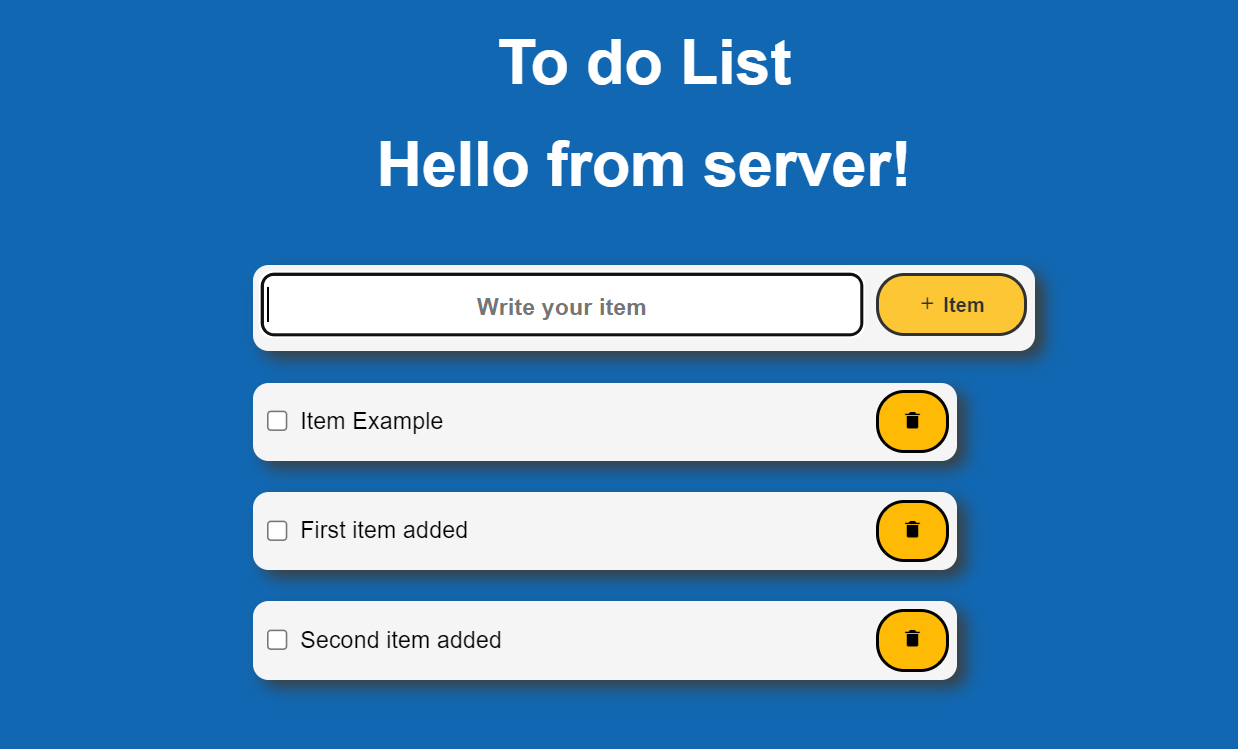 To do List
Hello from server!
Write your item
+ Item
Item Example
First item added
Second item added